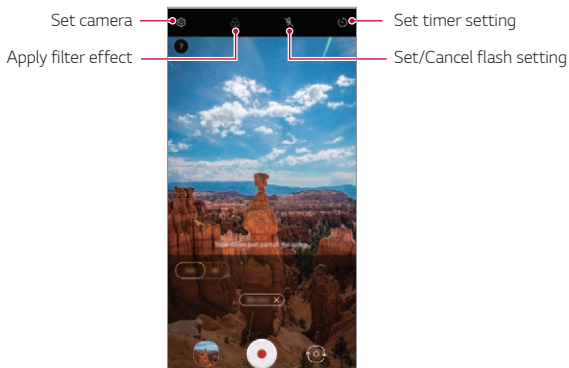 Set camera
Set timer setting
Apply filter effect
Set/Cancel flash setting
?